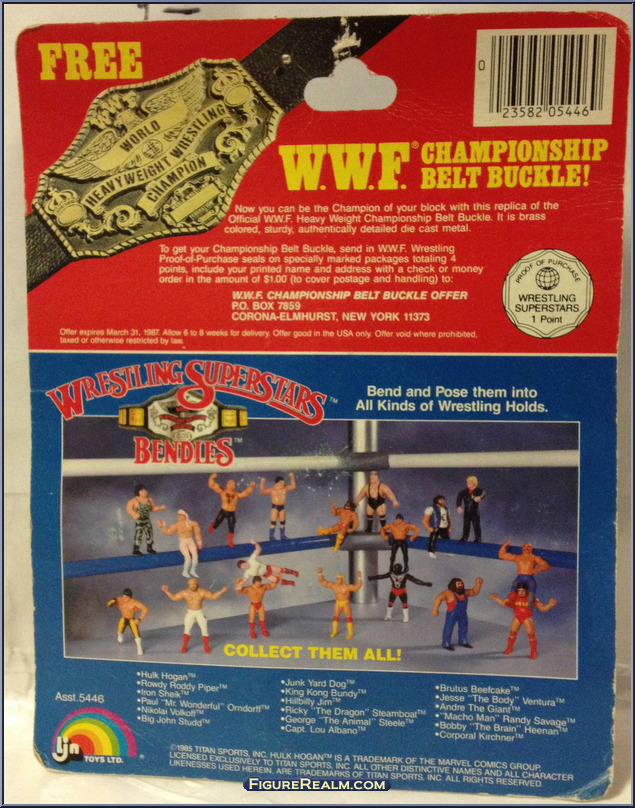 FREE
WORLD
HEAVYWEIGHT WRESTLING
CHAMPION
0
23582 05446
W.W.F.® CHAMPIONSHIP
BELT BUCKLE!
Now you can be the Champion of your block with this replica of the
Official W.W.F. Heavy Weight Championship Belt Buckle. It is brass
colored, sturdy, authentically detailed die cast metal.
To get your Championship Belt Buckle, send in W.W.F. Wrestling
Proof-of-Purchase seals on specially marked packages totaling 4
points, include your printed name and address with a check or money
order in the amount of $1.00 (to cover postage and handling) to:
W.W.F. CHAMPIONSHIP BELT BUCKLE OFFER
P.O. BOX 7859
CORONA-ELMHURST, NEW YORK 11373
PROOF OF PURCHASE
WRESTLING
SUPERSTARS
1 Point
Offer expires March 31, 1987. Allow 6 to 8 weeks for delivery. Offer good in the USA only. Offer void where prohibited,
taxed or otherwise restricted by law.
WRESTLING SUPERSTARS™
BENDIES™
Bend and Pose them into
All Kinds of Wrestling Holds.
COLLECT THEM ALL!
Asst.5446
•Hulk Hogan™
•Rowdy Roddy Piper™
•Iron Sheik™
•Paul "Mr. Wonderful" Orndorff™
•Nikolai Volkoff™
•Big John Studd™
•Junk Yard Dog™
•King Kong Bundy™
•Hillbilly Jim™
•Ricky "The Dragon" Steamboat™
•George "The Animal" Steele™
•Capt. Lou Albano™
•Brutus Beefcake™
•Jesse "The Body" Ventura™
•Andre The Giant™
•"Macho Man" Randy Savage™
•Bobby "The Brain" Heenan™
•Corporal Kirchner™
ljn
TOYS LTD.
®
©1985 TITAN SPORTS, INC. HULK HOGAN™ IS A TRADEMARK OF THE MARVEL COMICS GROUP
LICENSED EXCLUSIVELY TO TITAN SPORTS, INC. ALL OTHER DISTINCTIVE NAMES AND ALL CHARACTER
LIKENESSES USED HEREIN, ARE TRADEMARKS OF TITAN SPORTS, INC. ALL RIGHTS RESERVED.
FIGUREREALM.COM